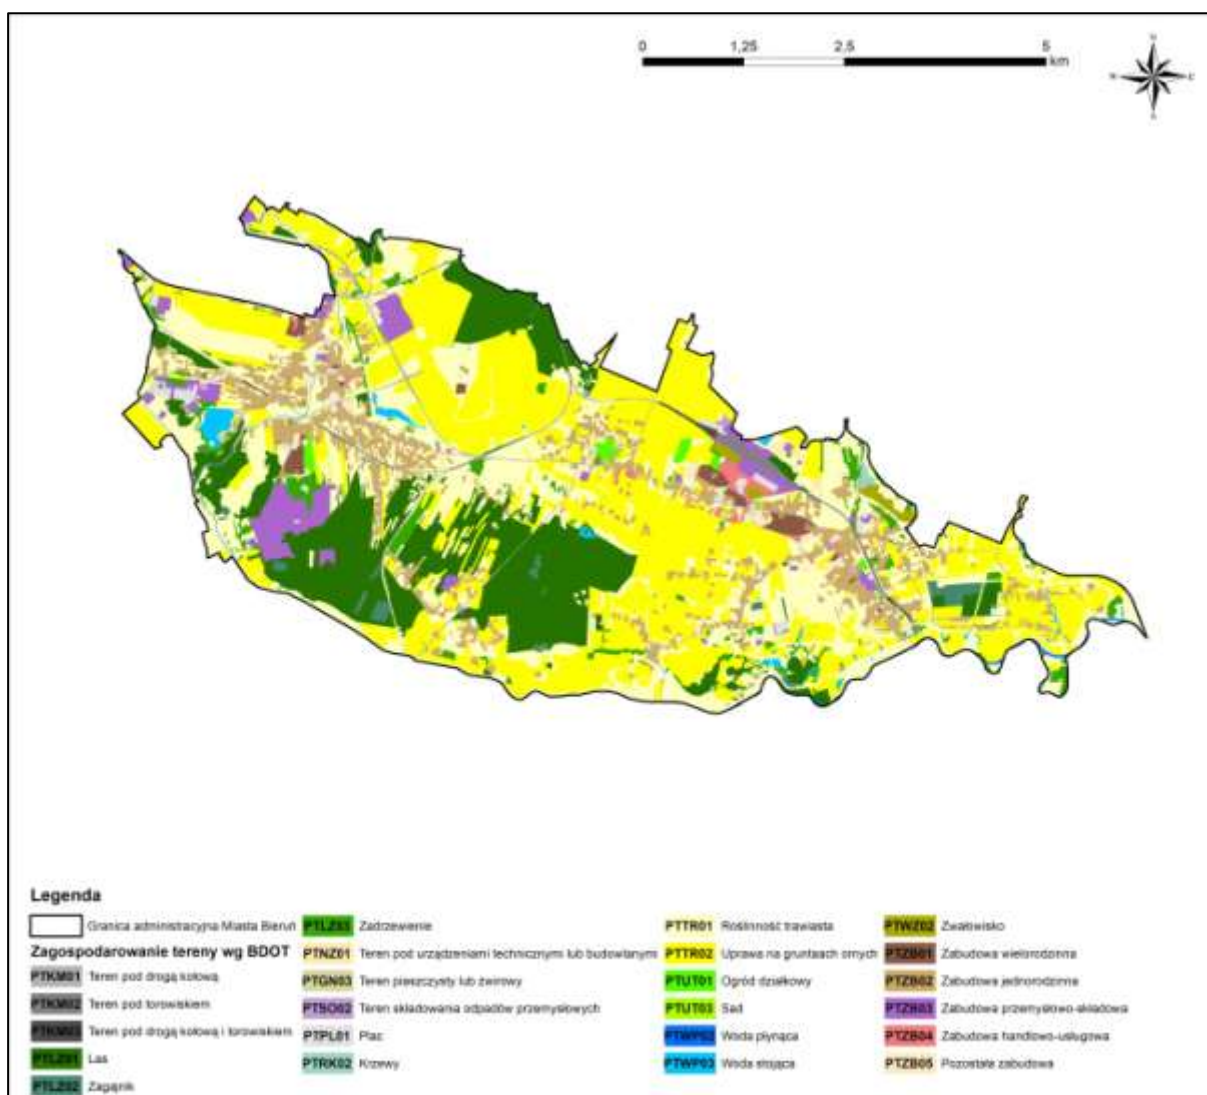 0 1,25 2,5 5
km
N
W E
S
Legenda
Granica administracyjna Miasta Bieruń
Zagospodarowanie tereny wg BDOT
PTKM01 Teren pod drogą kołową
PTKM02 Teren pod torowiskiem
PTKM03 Teren pod drogą kołową i torowiskiem
PTLZ01 Las
PTLZ02 Zagajnik
PTLZ03 Zadrzewienie
PTNZ01 Teren pod urządzeniami technicznymi lub budowlanymi
PTGN03 Teren piaszczysty lub żwirowy
PTSO02 Teren składowania odpadów przemysłowych
PTPL01 Plac
PTRK02 Krzewy
PTTR01 Roślinność trawiasta
PTTR02 Uprawa na gruntach ornych
PTUT01 Ogród działkowy
PTUT03 Sad
PTWP02 Woda płynąca
PTWP03 Woda stojąca
PTWZ02 Zwałowisko
PTZB01 Zabudowa wielorodzinna
PTZB02 Zabudowa jednorodzinna
PTZB03 Zabudowa przemysłowo-składowa
PTZB04 Zabudowa handlowo-usługowa
PTZB05 Pozostała zabudowa